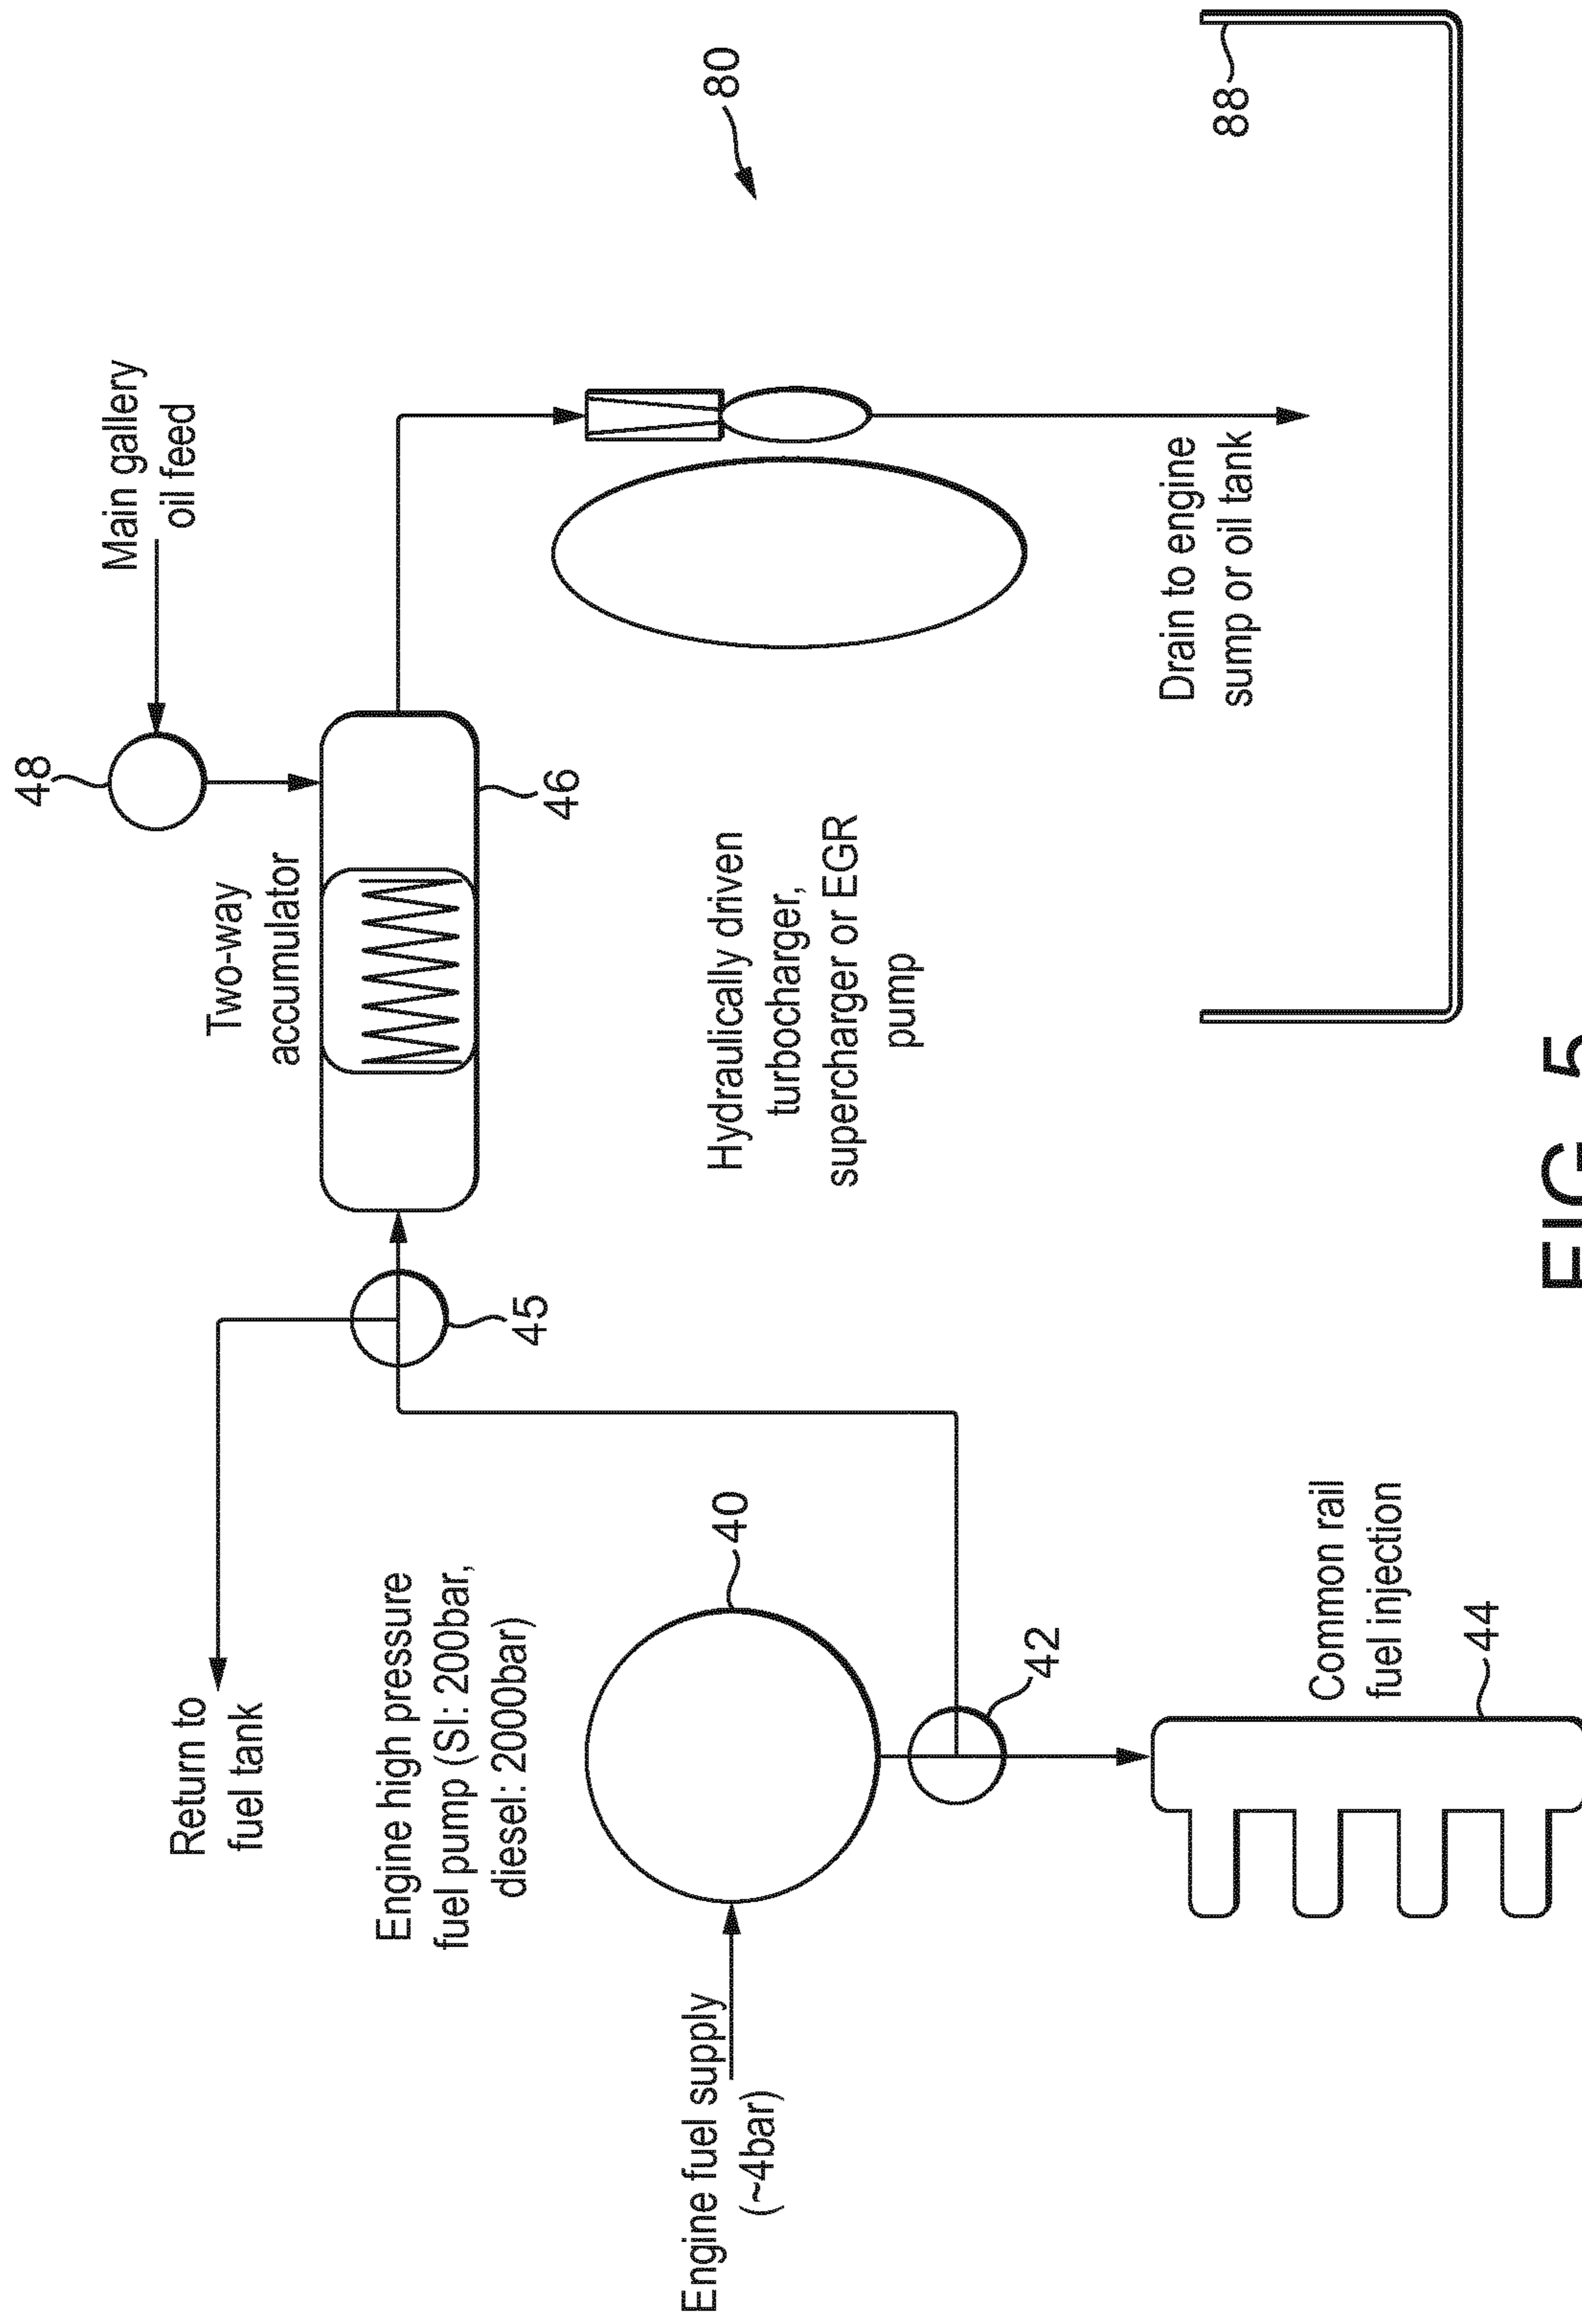 48
Main gallery
oil feed
Return to
fuel tank
Two-way
accumulator
Engine high pressure
fuel pump (SI: 200bar,
diesel: 2000bar)
45
46
Engine fuel supply
(~4bar)
40
Hydraulically driven
turbocharger,
supercharger or EGR
pump
80
42
Drain to engine
sump or oil tank
88
Common rail
fuel injection
44
FIG. 5